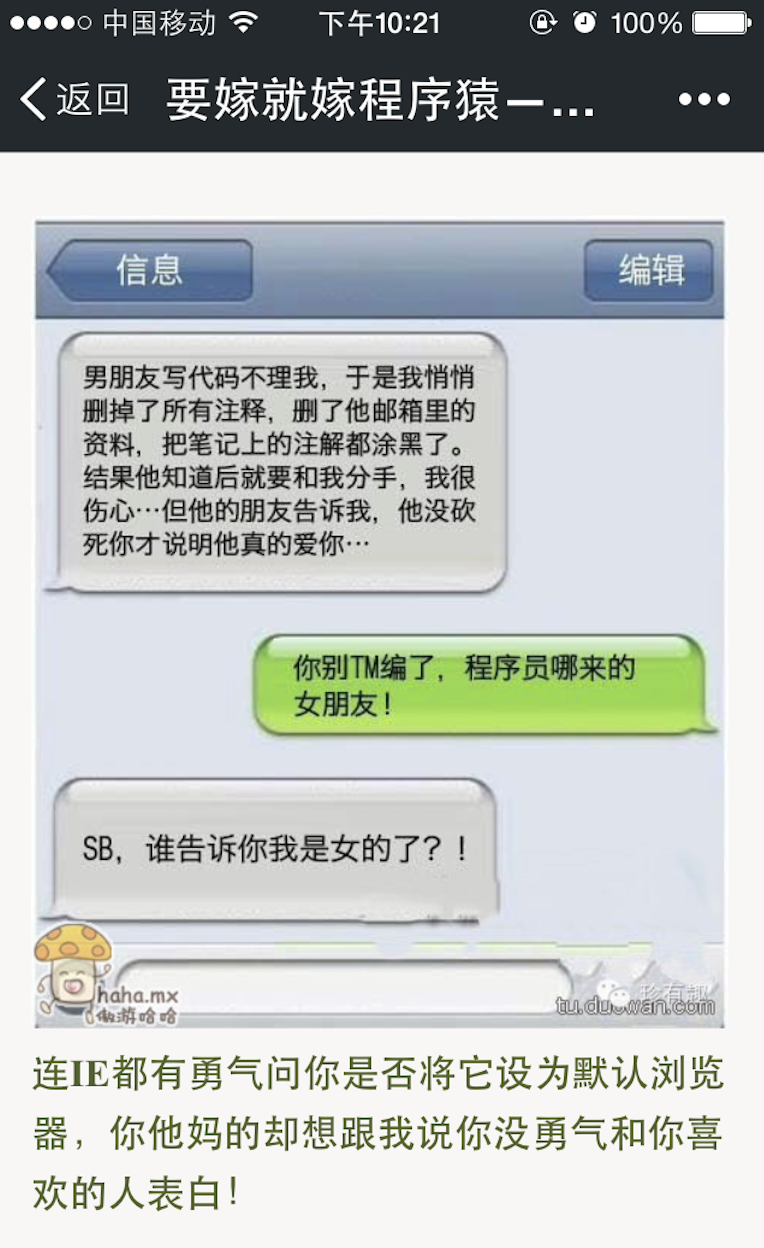 中国移动 下午10:21 100%
返回 要嫁就嫁程序猿—...
信息 编辑
男朋友写代码不理我，于是我悄悄
删掉了所有注释，删了他邮箱里的
资料，把笔记上的注解都涂黑了。
结果他知道后就要和我分手，我很
伤心…但他的朋友告诉我，他没砍
死你才说明他真的爱你…
你别TM编了，程序员哪来的
女朋友！
SB，谁告诉你我是女的了？！
haha.mx
傲游哈哈
珍有趣
tu.duowan.com
连IE都有勇气问你是否将它设为默认浏览
器，你他妈的却想跟我说你没勇气和你喜
欢的人表白！